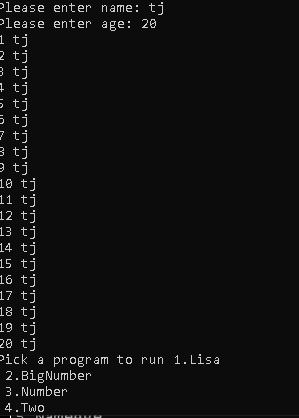 Please enter name: tj
Please enter age: 20
1 tj
2 tj
3 tj
4 tj
5 tj
6 tj
7 tj
8 tj
9 tj
10 tj
11 tj
12 tj
13 tj
14 tj
15 tj
16 tj
17 tj
18 tj
19 tj
20 tj
Pick a program to run 1.Lisa
2.BigNumber
3.Number
4.Two